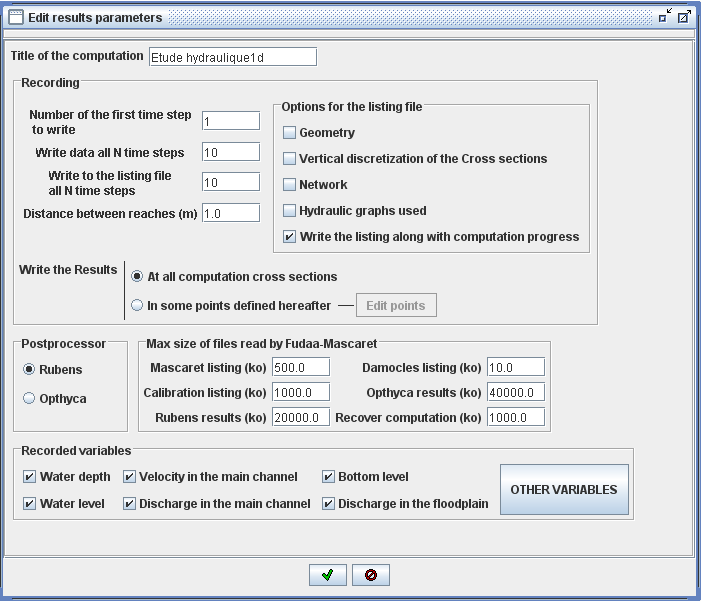 Edit results parameters
Title of the computation Etude hydraulique1d
Recording
Number of the first time step
to write
1
Write data all N time steps 10
Write to the listing file
all N time steps
10
Distance between reaches (m) 1.0
Options for the listing file
Geometry
Vertical discretization of the Cross sections
Network
Hydraulic graphs used
Write the listing along with computation progress
Write the Results
At all computation cross sections
In some points defined hereafter Edit points
Postprocessor
Rubens
Opthyca
Max size of files read by Fudaa-Mascaret
Mascaret listing (ko) 500.0 Damocles listing (ko) 10.0
Calibration listing (ko) 1000.0 Opthyca results (ko) 40000.0
Rubens results (ko) 20000.0 Recover computation (ko) 1000.0
Recorded variables
Water depth Velocity in the main channel Bottom level
Water level Discharge in the main channel Discharge in the floodplain
OTHER VARIABLES